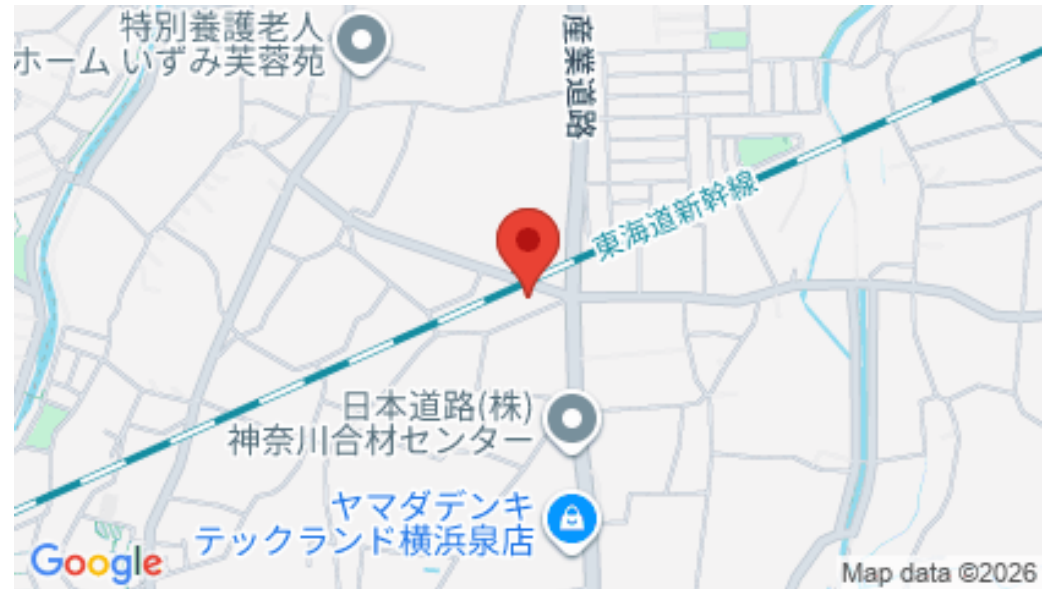 特別養護老人
ホーム いずみ芙蓉苑
産業道路
東海道新幹線
日本道路(株)
神奈川合材センター
ヤマダデンキ
テックランド横浜泉店
Google
Map data ©2026